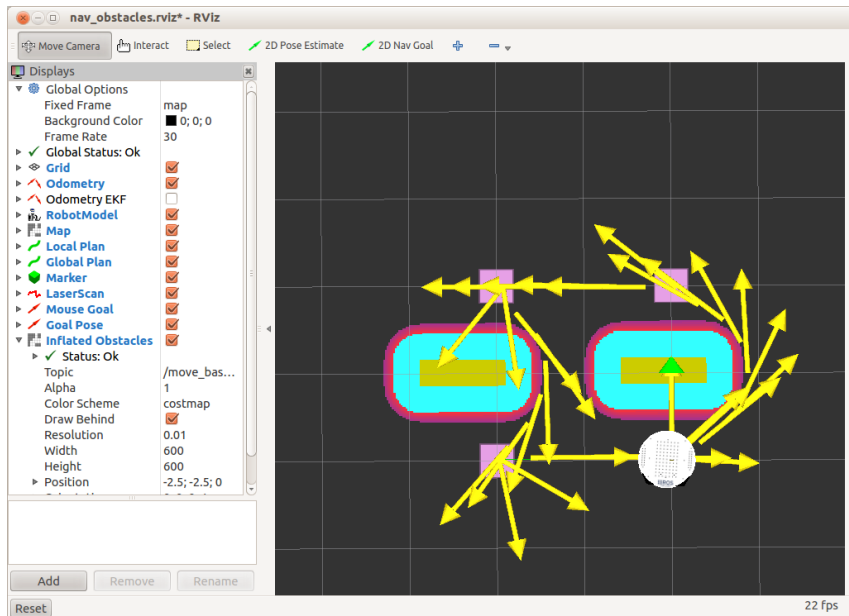 nav_obstacles.rviz* - RViz
Move Camera Interact Select 2D Pose Estimate 2D Nav Goal
Displays
Global Options
Fixed Frame map
Background Color 0; 0; 0
Frame Rate 30
Global Status: Ok
Grid
Odometry
Odometry EKF
RobotModel
Map
Local Plan
Global Plan
Marker
LaserScan
Mouse Goal
Goal Pose
Inflated Obstacles
Status: Ok
Topic /move_bas...
Alpha 1
Color Scheme costmap
Draw Behind
Resolution 0.01
Width 600
Height 600
Position -2.5; -2.5; 0
Add Remove Rename
Reset 22 fps